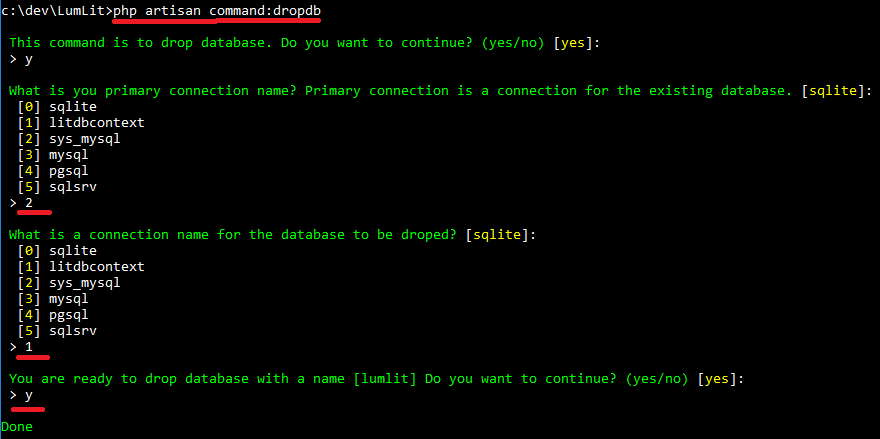 c:\dev\LumLit>php artisan command:dropdb
This command is to drop database. Do you want to continue? (yes/no) [yes]:
> y
What is you primary connection name? Primary connection is a connection for the existing database. [sqlite]:
[0] sqlite
[1] litdbcontext
[2] sys_mysql
[3] mysql
[4] pgsql
[5] sqlsrv
> 2
What is a connection name for the database to be droped? [sqlite]:
[0] sqlite
[1] litdbcontext
[2] sys_mysql
[3] mysql
[4] pgsql
[5] sqlsrv
> 1
You are ready to drop database with a name [lumlit] Do you want to continue? (yes/no) [yes]:
> y
Done